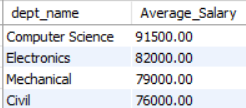 dept_name Average_Salary
Computer Science 91500.00
Electronics 82000.00
Mechanical 79000.00
Civil 76000.00